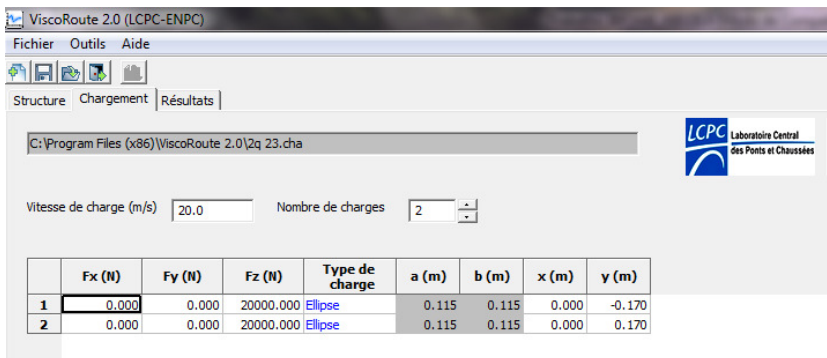 ViscoRoute 2.0 (LCPC-ENPC)
Fichier Outils Aide
Structure Chargement Résultats
C:\Program Files (x86)\ViscoRoute 2.0\2q 23.cha
LCPC Laboratoire Central
des Ponts et Chaussées
Vitesse de charge (m/s) 20.0 Nombre de charges 2
Fx (N) Fy (N) Fz (N) Type de charge a (m) b (m) x (m) y (m)
1 0.000 0.000 20000.000 Ellipse 0.115 0.115 0.000 -0.170
2 0.000 0.000 20000.000 Ellipse 0.115 0.115 0.000 0.170